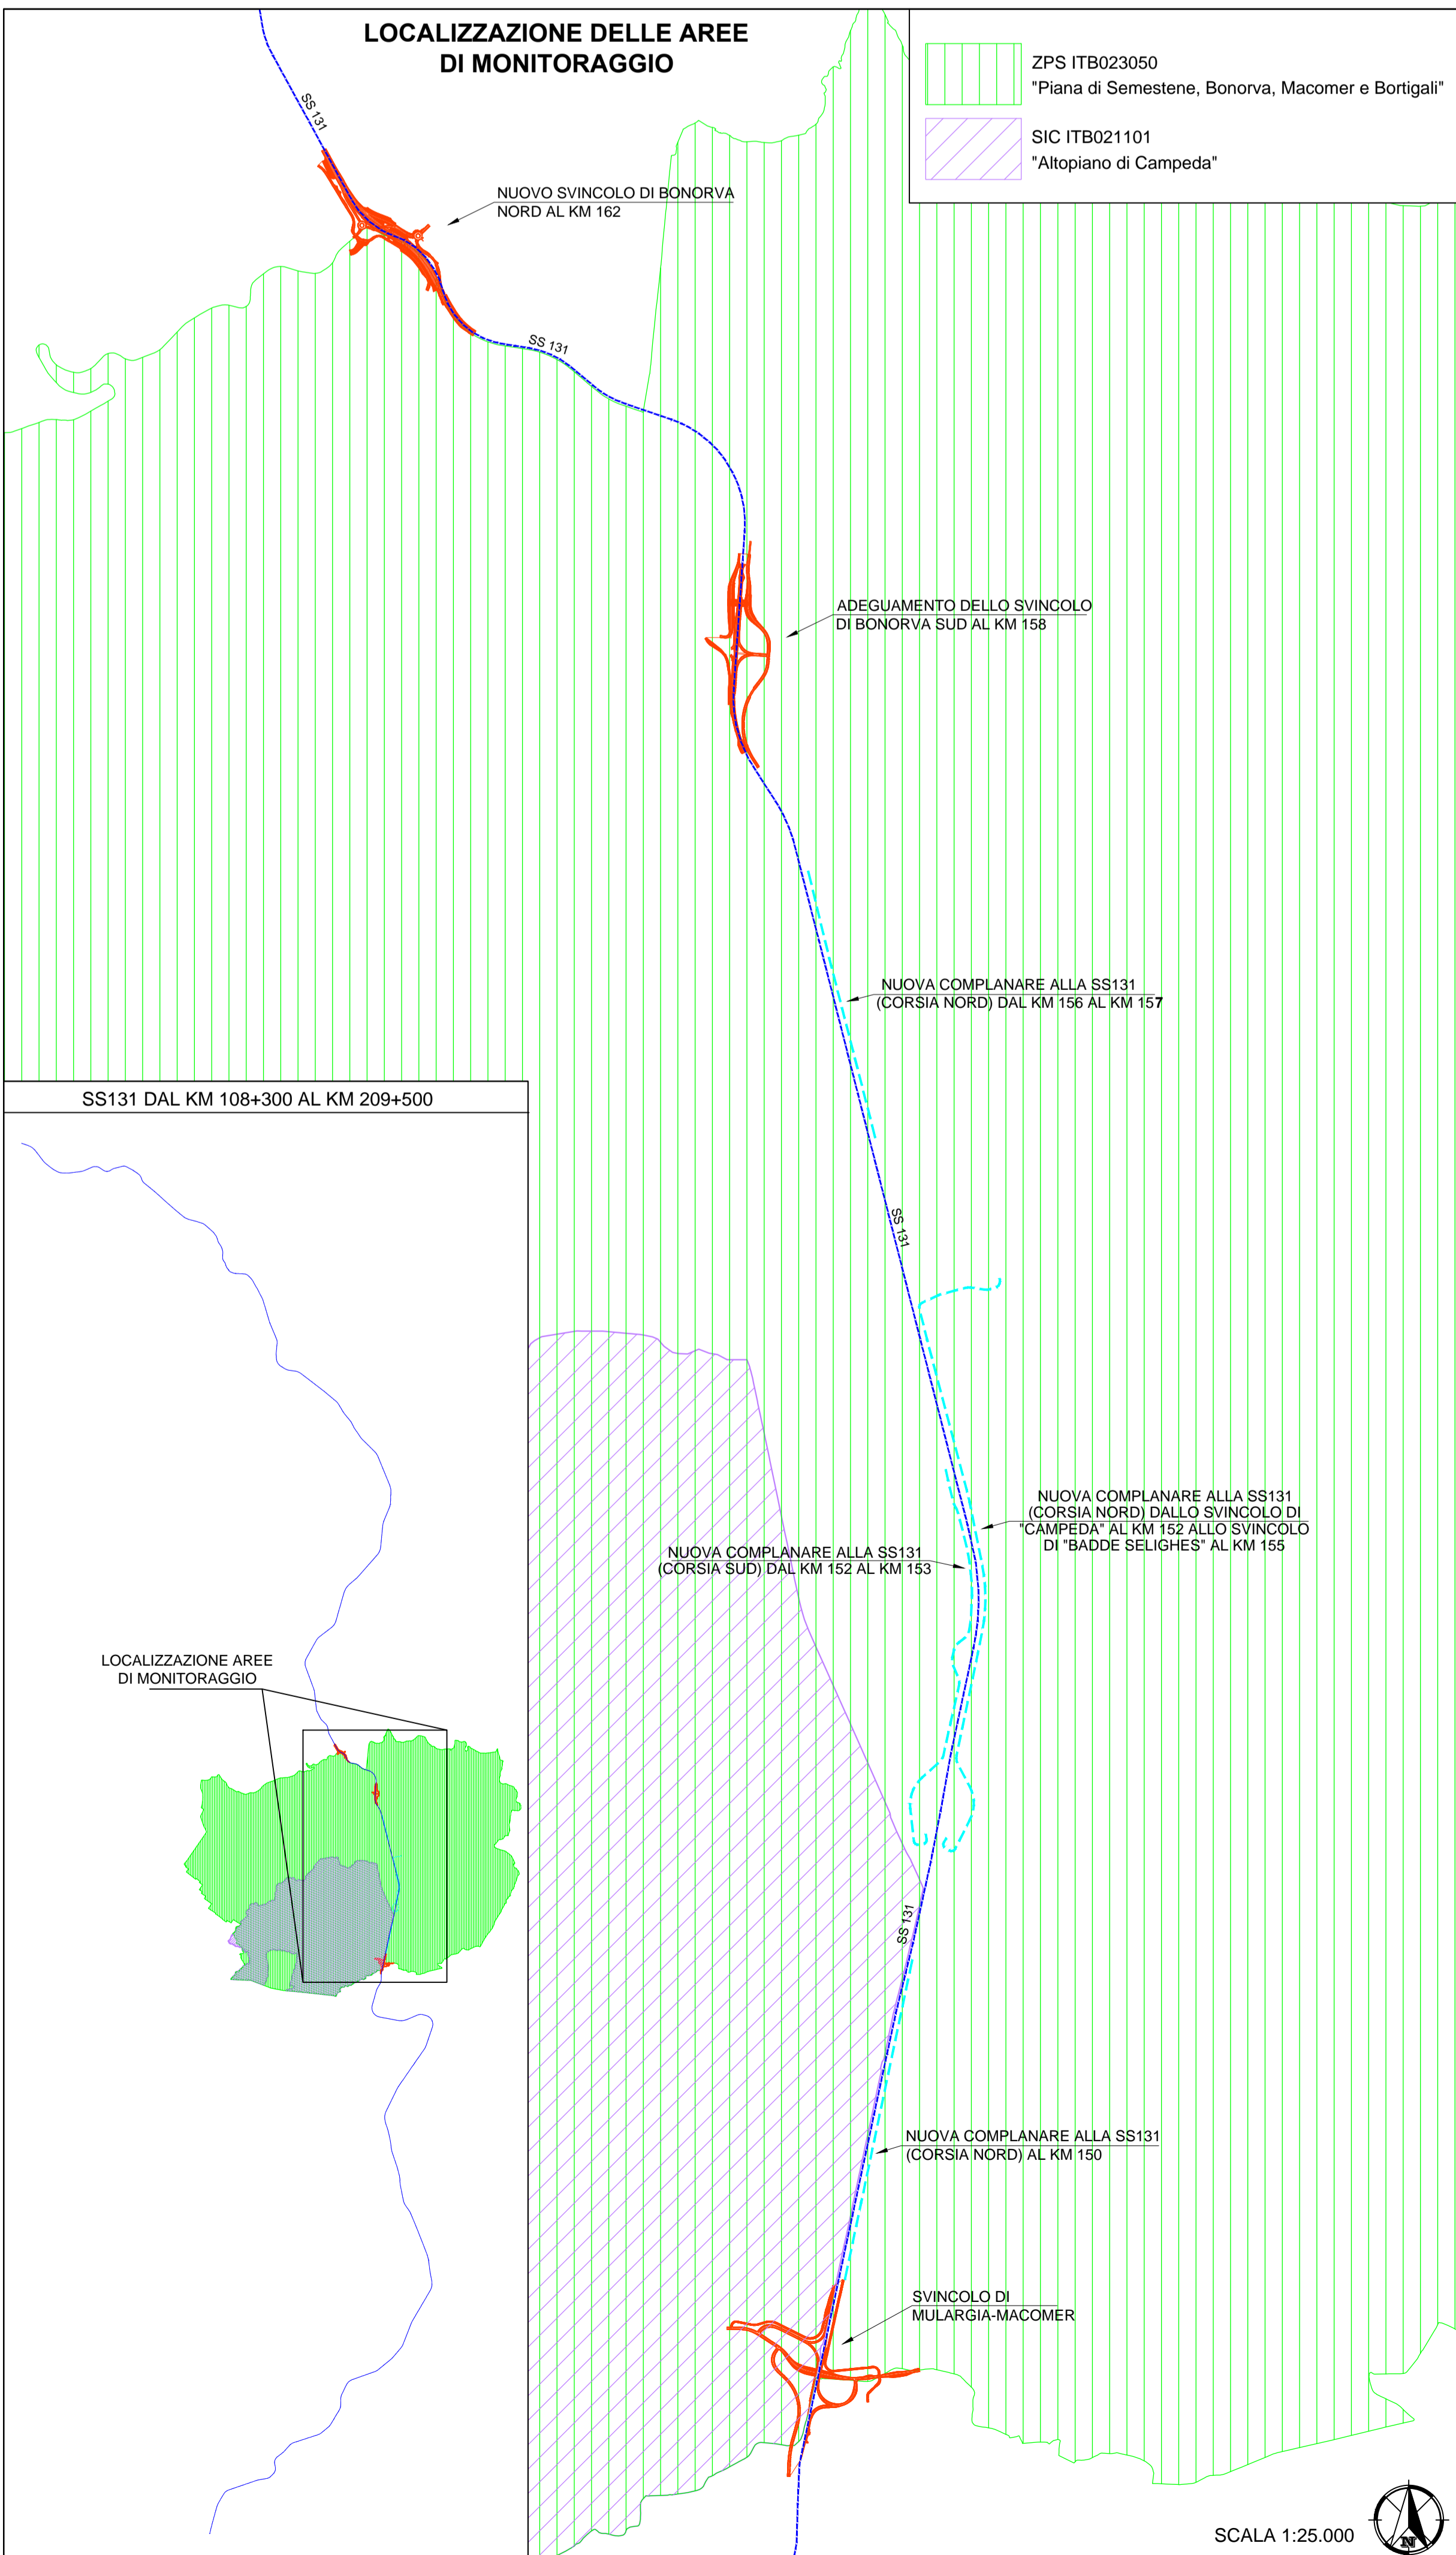 LOCALIZZAZIONE DELLE AREE
DI MONITORAGGIO
ZPS ITB023050
"Piana di Semestene, Bonorva, Macomer e Bortigali"
SIC ITB021101
"Altopiano di Campeda"
SS 131
NUOVO SVINCOLO DI BONORVA
NORD AL KM 162
SS 131
ADEGUAMENTO DELLO SVINCOLO
DI BONORVA SUD AL KM 158
NUOVA COMPLANARE ALLA SS131
(CORSIA NORD) DAL KM 156 AL KM 157
SS131 DAL KM 108+300 AL KM 209+500
SS 131
NUOVA COMPLANARE ALLA SS131
(CORSIA NORD) DALLO SVINCOLO DI
"CAMPEDA" AL KM 152 ALLO SVINCOLO
DI "BADDE SELIGHES" AL KM 155
NUOVA COMPLANARE ALLA SS131
(CORSIA SUD) DAL KM 152 AL KM 153
LOCALIZZAZIONE AREE
DI MONITORAGGIO
SS 131
NUOVA COMPLANARE ALLA SS131
(CORSIA NORD) AL KM 150
SVINCOLO DI
MULARGIA-MACOMER
SCALA 1:25.000
N